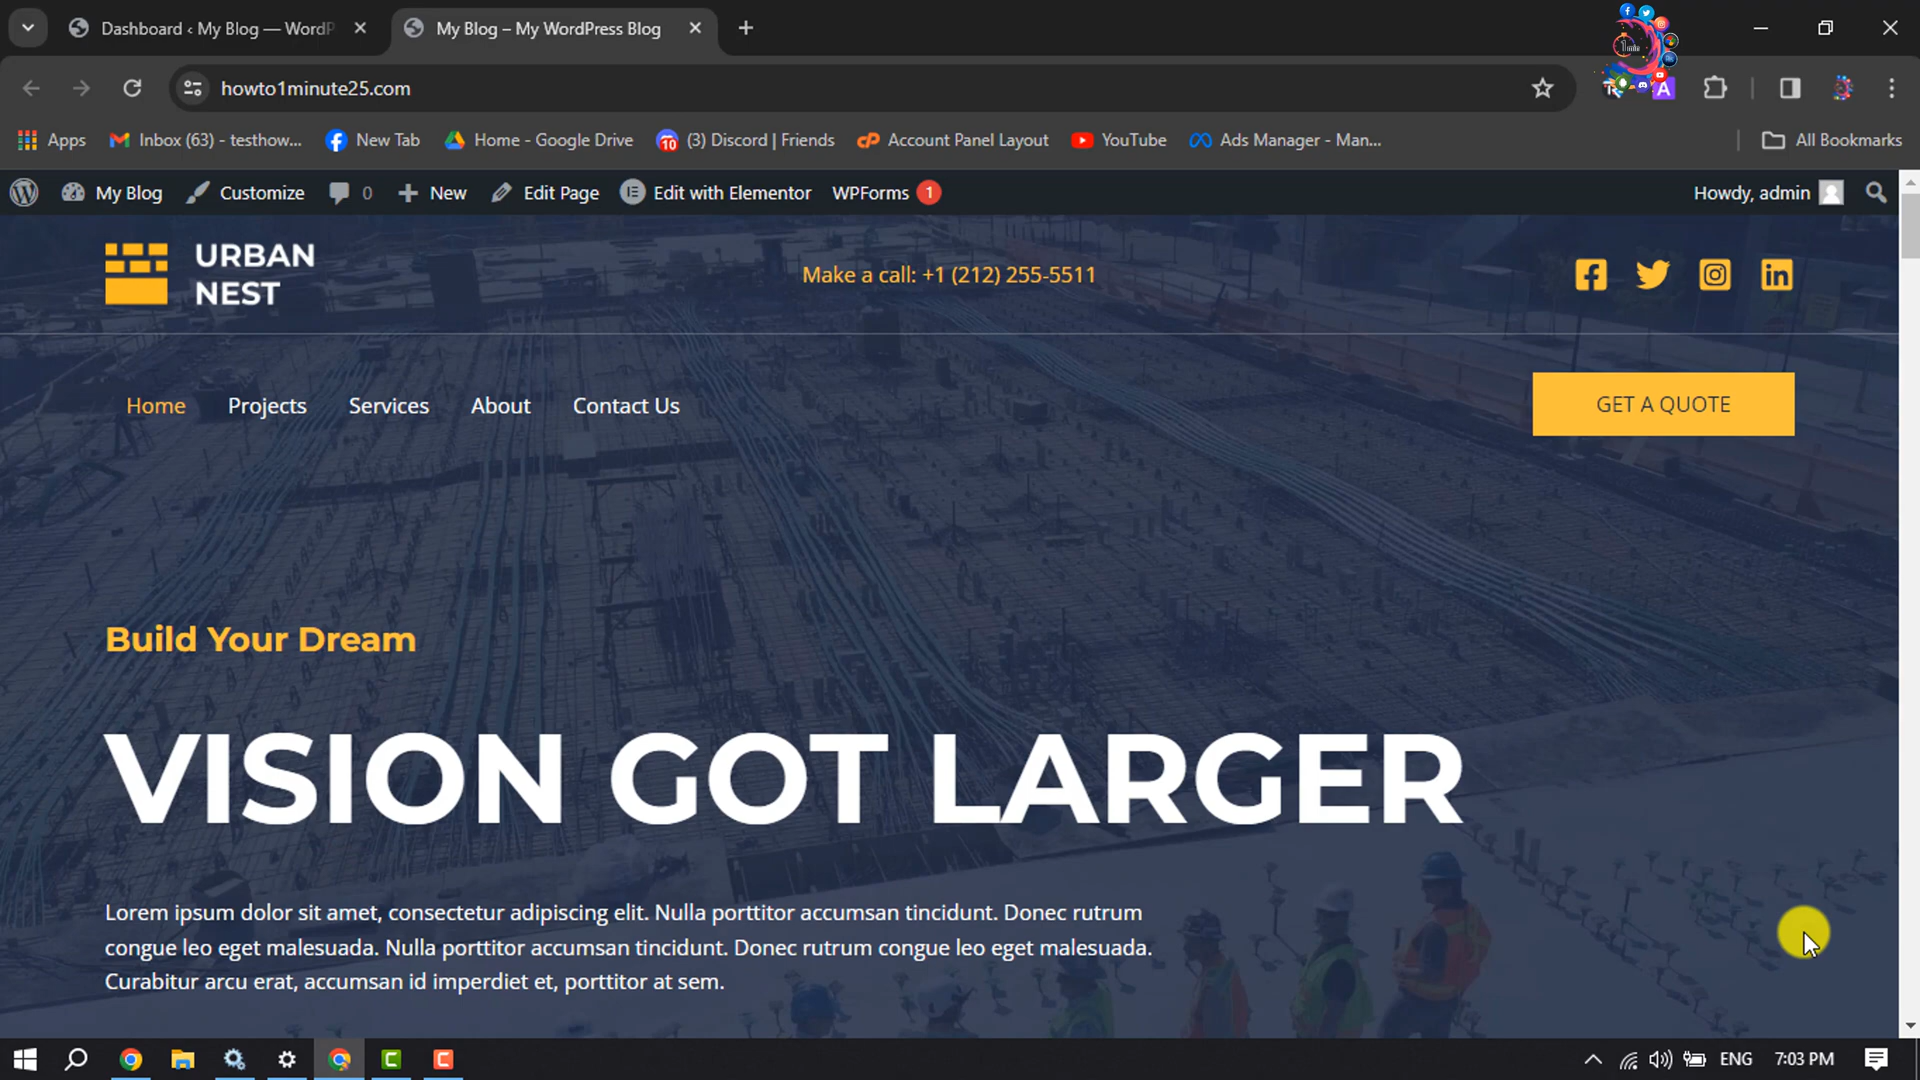 Dashboard ‹ My Blog — WordP
My Blog – My WordPress Blog
howto1minute25.com
Apps
Inbox (63) - testhow...
New Tab
Home - Google Drive
10
(3) Discord | Friends
Account Panel Layout
YouTube
Ads Manager - Man...
All Bookmarks
My Blog
Customize
0
New
Edit Page
Edit with Elementor
WPForms 1
Howdy, admin
URBAN
NEST
Make a call: +1 (212) 255-5511
Home
Projects
Services
About
Contact Us
GET A QUOTE
Build Your Dream
VISION GOT LARGER
Lorem ipsum dolor sit amet, consectetur adipiscing elit. Nulla porttitor accumsan tincidunt. Donec rutrum
congue leo eget malesuada. Nulla porttitor accumsan tincidunt. Donec rutrum congue leo eget malesuada.
Curabitur arcu erat, accumsan id imperdiet et, porttitor at sem.
ENG
7:03 PM